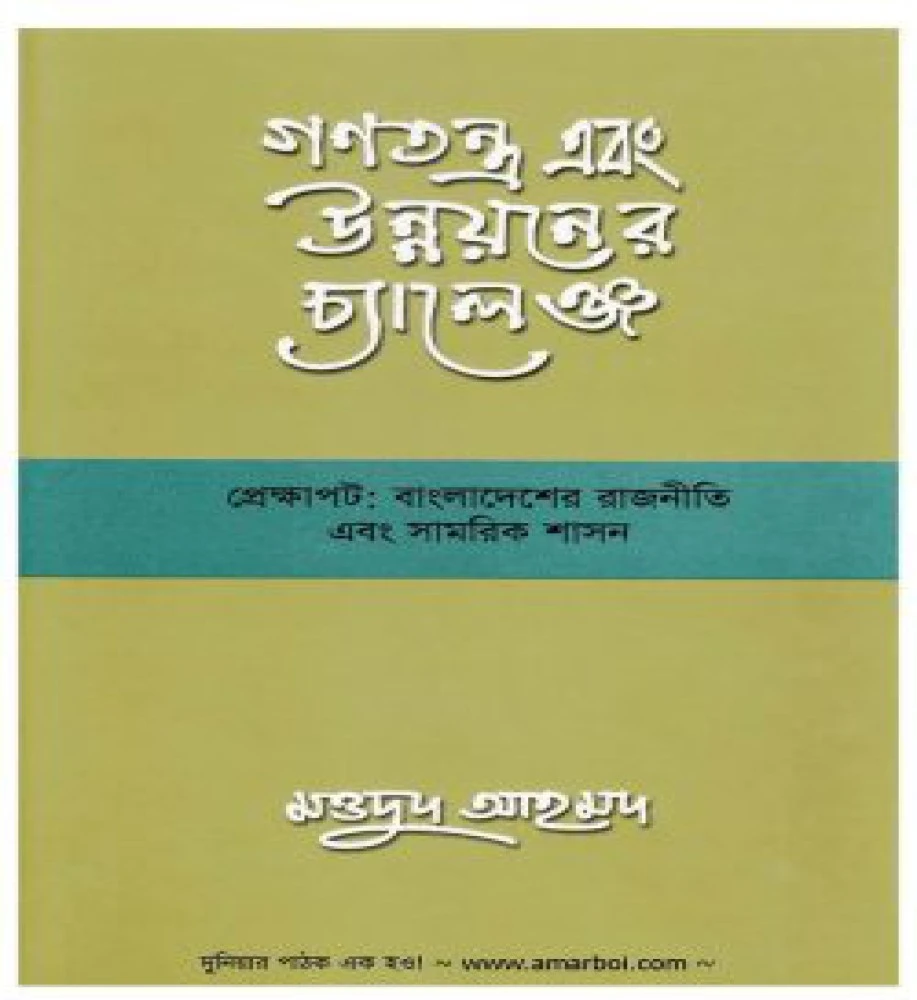 গণতন্ত্র এবং
উন্নয়নের
চ্যালেঞ্জ
প্রেক্ষাপট: বাংলাদেশের রাজনীতি
এবং সামরিক শাসন
মওদুদ আহমদ
দুনিয়ার পাঠক এক হও! ~ www.amarboi.com ~